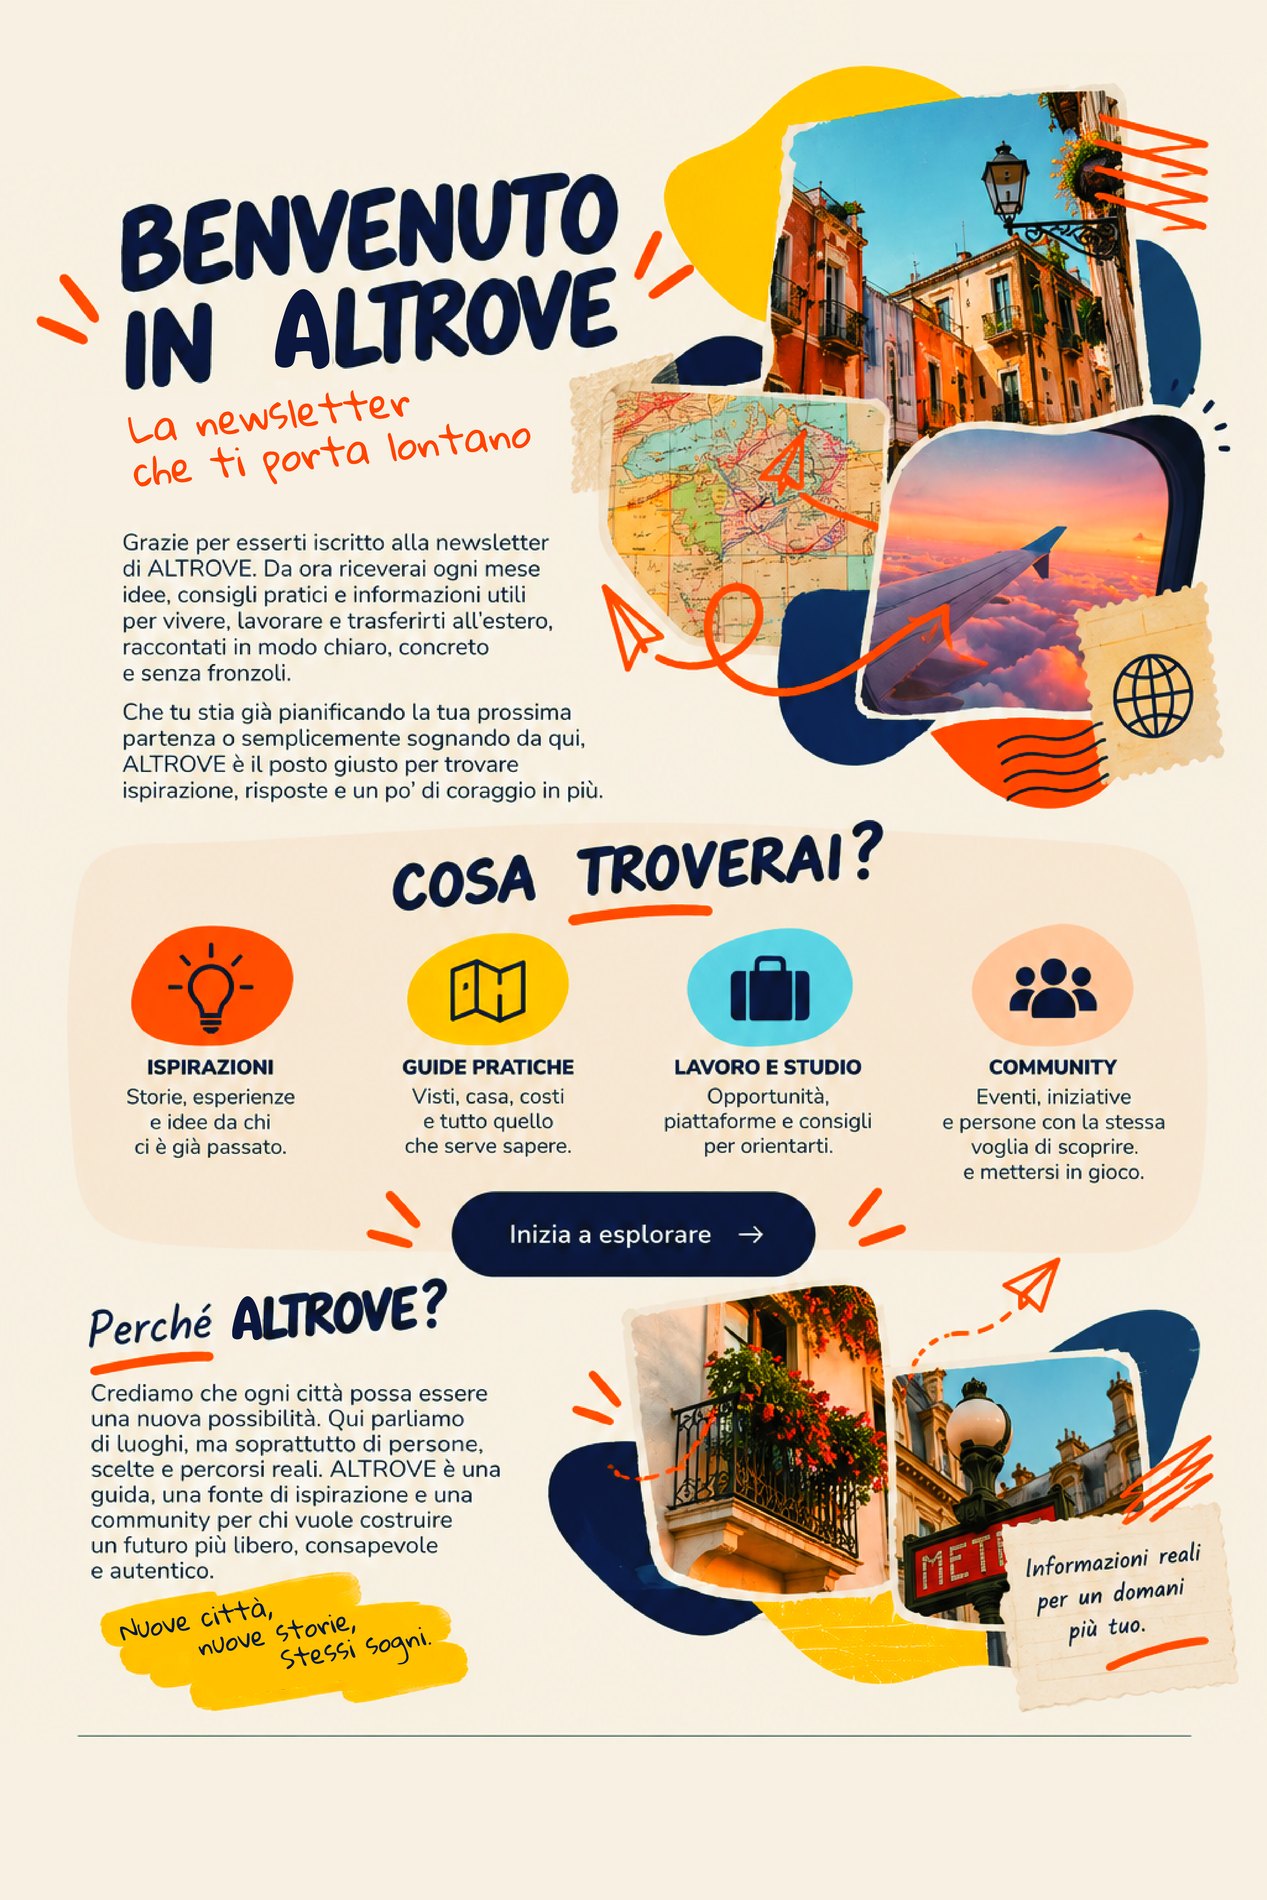 BENVENUTO
IN ALTROVE
La newsletter
che ti porta lontano
Grazie per esserti iscritto alla newsletter
di ALTROVE. Da ora riceverai ogni mese
idee, consigli pratici e informazioni utili
per vivere, lavorare e trasferirti all'estero,
raccontati in modo chiaro, concreto
e senza fronzoli.
Che tu stia già pianificando la tua prossima
partenza o semplicemente sognando da qui,
ALTROVE è il posto giusto per trovare
ispirazione, risposte e un po' di coraggio in più.
COSA TROVERAI?
ISPIRAZIONI
Storie, esperienze
e idee da chi
ci è già passato.
GUIDE PRATICHE
Visti, casa, costi
e tutto quello
che serve sapere.
LAVORO E STUDIO
Opportunità,
piattaforme e consigli
per orientarti.
COMMUNITY
Eventi, iniziative
e persone con la stessa
voglia di scoprire.
e mettersi in gioco.
Inizia a esplorare →
Perché ALTROVE?
Crediamo che ogni città possa essere
una nuova possibilità. Qui parliamo
di luoghi, ma soprattutto di persone,
scelte e percorsi reali. ALTROVE è una
guida, una fonte di ispirazione e una
community per chi vuole costruire
un futuro più libero, consapevole
e autentico.
Nuove città,
nuove storie,
stessi sogni.
MET
Informazioni reali
per un domani
più tuo.